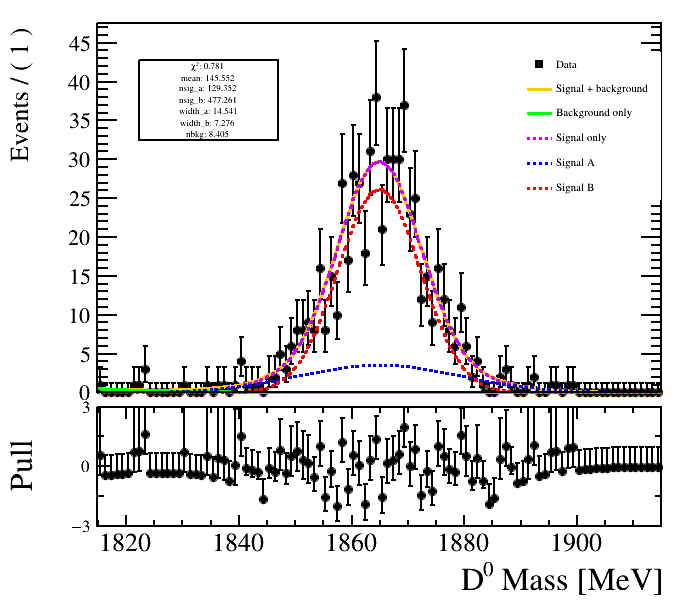 Events / ( 1 )
45
40
35
30
25
20
15
10
5
0
χ²: 0.781
mean: 145.552
nsig_a: 129.352
nsig_b: 477.261
width_a: 14.541
width_b: 7.276
nbkg: 8.405
Data
Signal + background
Background only
Signal only
Signal A
Signal B
Pull
3
0
−3
1820 1840 1860 1880 1900
D⁰ Mass [MeV]